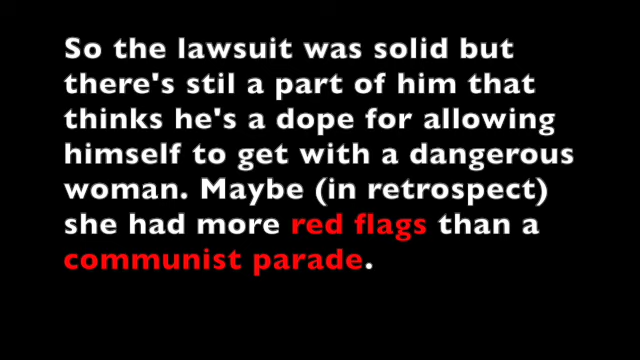 So the lawsuit was solid but
there's stil a part of him that
thinks he's a dope for allowing
himself to get with a dangerous
woman. Maybe (in retrospect)
she had more red flags than a
communist parade.